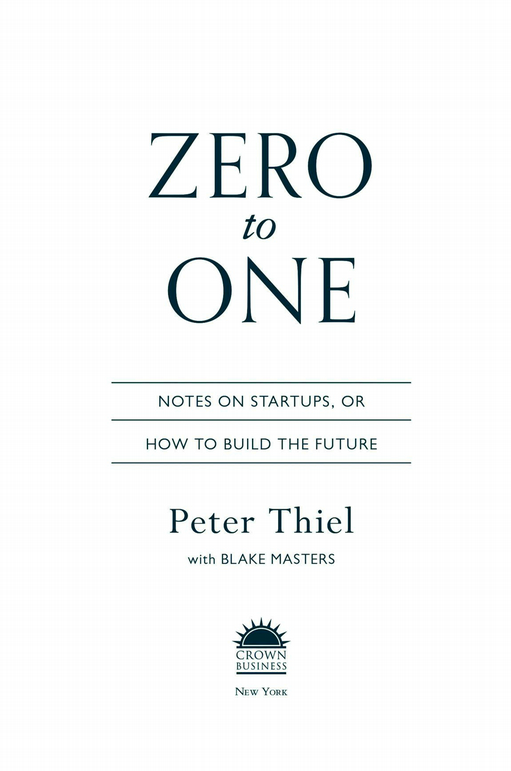 ZERO
to
ONE
NOTES ON STARTUPS, OR
HOW TO BUILD THE FUTURE
Peter Thiel
with BLAKE MASTERS
CROWN
BUSINESS
NEW YORK